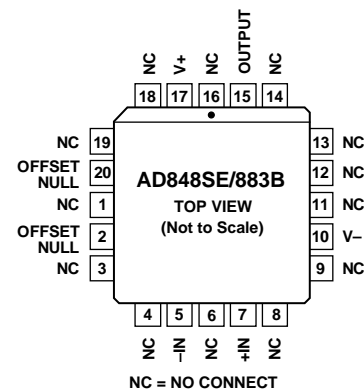 NC V+ NC OUTPUT NC
18 17 16 15 14
NC 19
OFFSET NULL 20
NC 1
OFFSET NULL 2
NC 3
AD848SE/883B
TOP VIEW
(Not to Scale)
13 NC
12 NC
11 NC
10 V–
9 NC
4 5 6 7 8
NC –IN NC +IN NC
NC = NO CONNECT